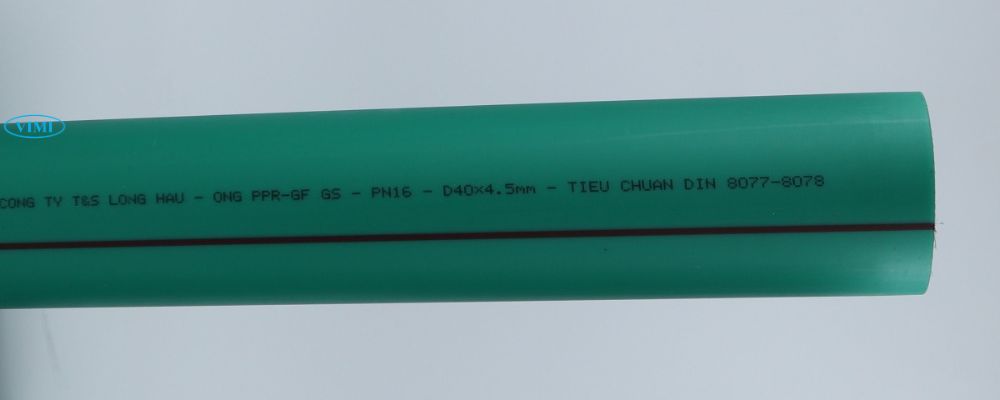 VIMI
CONG TY T&S LONG HAU - ONG PPR-GF GS - PN16 - D40x4.5mm - TIEU CHUAN DIN 8077-8078